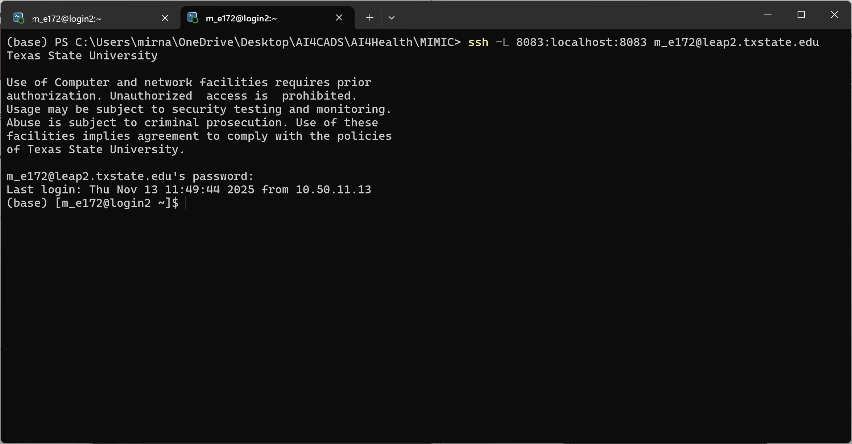 m_e172@login2:~
m_e172@login2:~
(base) PS C:\Users\mirna\OneDrive\Desktop\AI4CADS\AI4Health\MIMIC> ssh -L 8083:localhost:8083 m_e172@leap2.txstate.edu
Texas State University
Use of Computer and network facilities requires prior
authorization. Unauthorized  access is  prohibited.
Usage may be subject to security testing and monitoring.
Abuse is subject to criminal prosecution. Use of these
facilities implies agreement to comply with the policies
of Texas State University.
m_e172@leap2.txstate.edu's password:
Last login: Thu Nov 13 11:49:44 2025 from 10.50.11.13
(base) [m_e172@login2 ~]$